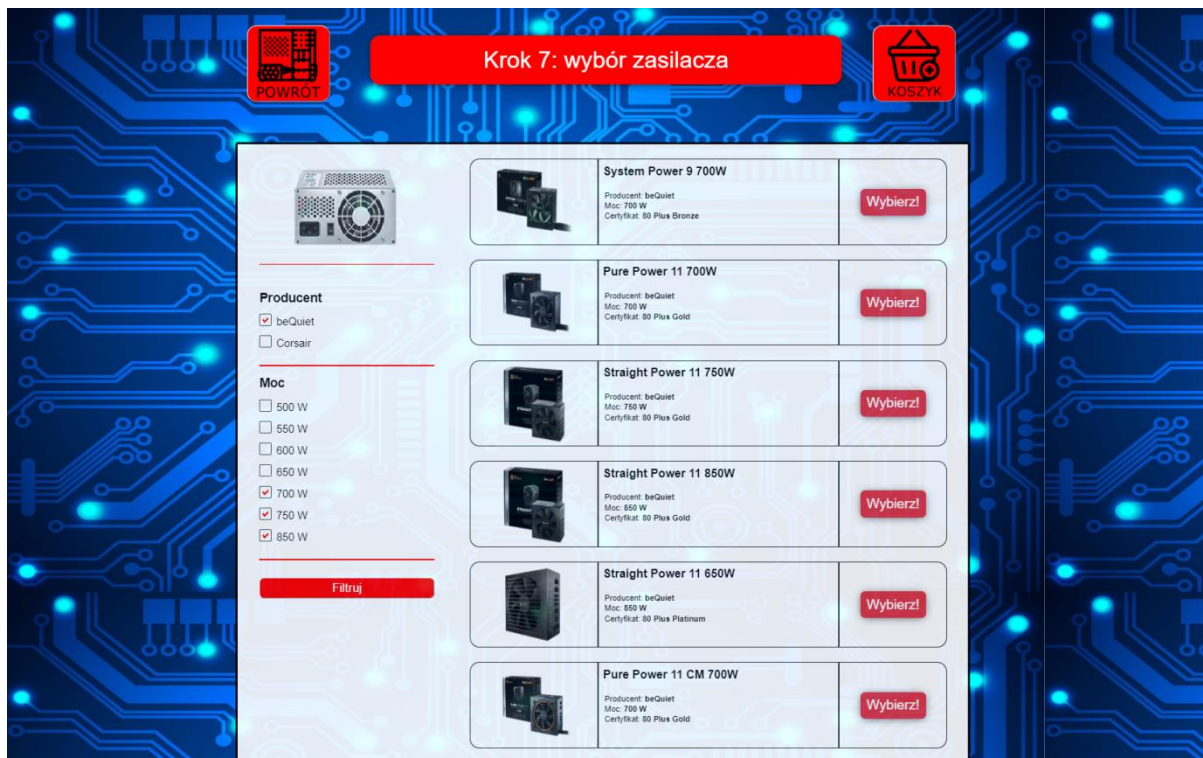 POWRÓT
Krok 7: wybór zasilacza
KOSZYK
Producent
beQuiet
Corsair
Moc
500 W
550 W
600 W
650 W
700 W
750 W
850 W
Filtruj
System Power 9 700W
Producent: beQuiet
Moc: 700 W
Certyfikat: 80 Plus Bronze
Wybierz!
Pure Power 11 700W
Producent: beQuiet
Moc: 700 W
Certyfikat: 80 Plus Gold
Wybierz!
Straight Power 11 750W
Producent: beQuiet
Moc: 750 W
Certyfikat: 80 Plus Gold
Wybierz!
Straight Power 11 850W
Producent: beQuiet
Moc: 850 W
Certyfikat: 80 Plus Gold
Wybierz!
Straight Power 11 650W
Producent: beQuiet
Moc: 850 W
Certyfikat: 80 Plus Platinum
Wybierz!
Pure Power 11 CM 700W
Producent: beQuiet
Moc: 700 W
Certyfikat: 80 Plus Gold
Wybierz!